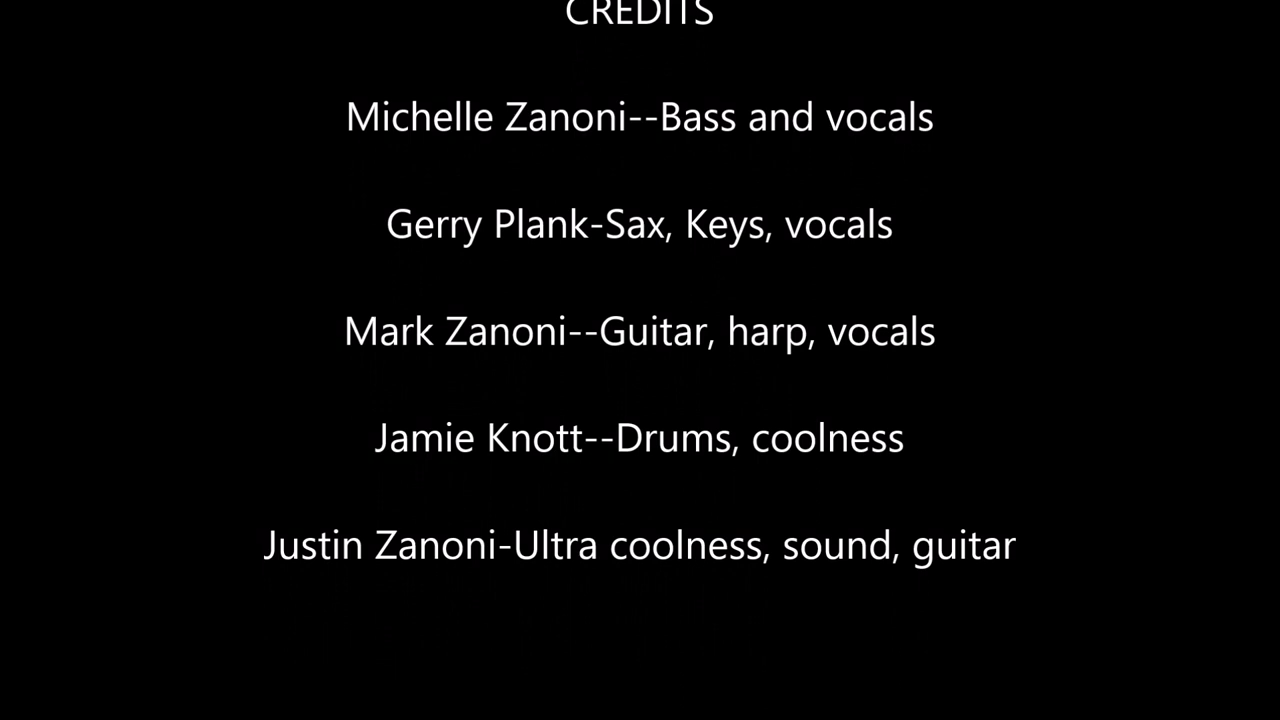 CREDITS
Michelle Zanoni--Bass and vocals
Gerry Plank-Sax, Keys, vocals
Mark Zanoni--Guitar, harp, vocals
Jamie Knott--Drums, coolness
Justin Zanoni-Ultra coolness, sound, guitar